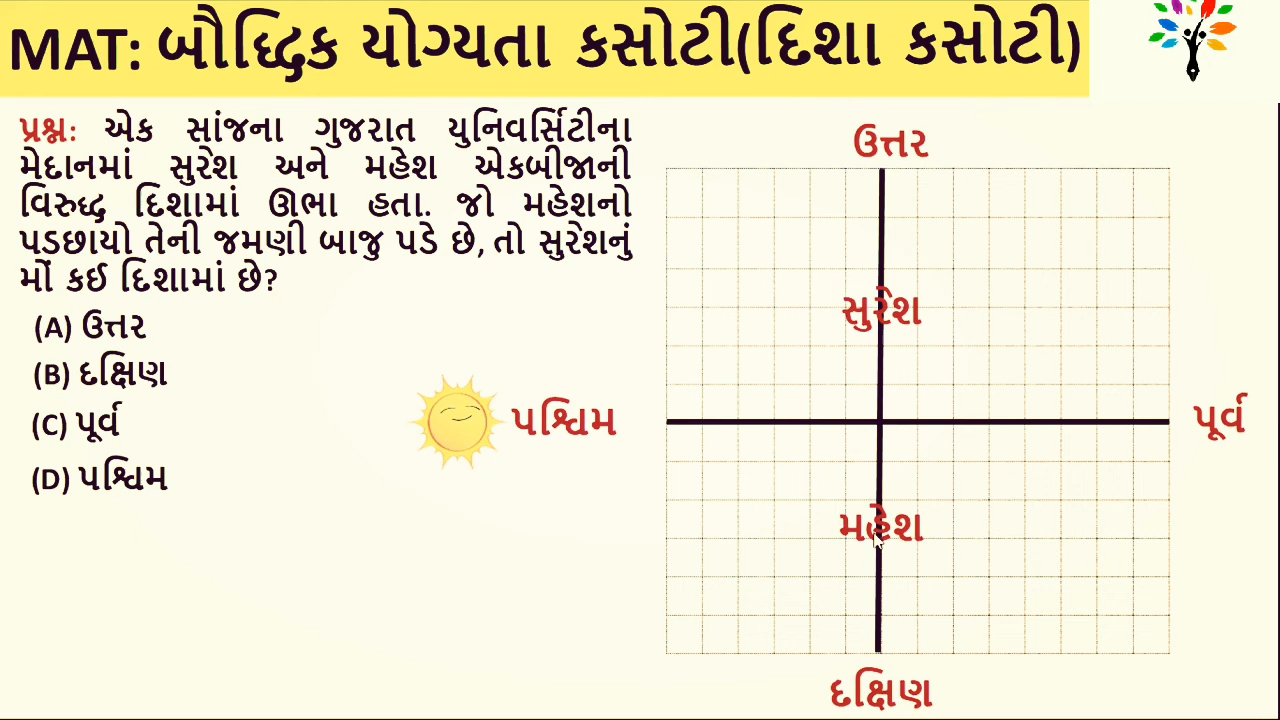 MAT: બૌદ્ધિક યોગ્યતા કસોટી(દિશા કસોટી)
પ્રશ્ન: એક સાંજના ગુજરાત યુનિવર્સિટીના
મેદાનમાં સુરેશ અને મહેશ એકબીજાની
વિરુદ્ધ દિશામાં ઊભા હતા. જો મહેશનો
પડછાયો તેની જમણી બાજુ પડે છે, તો સુરેશનું
મોં કઈ દિશામાં છે?
(A) ઉત્તર
(B) દક્ષિણ
(C) પૂર્વ
(D) પશ્ચિમ
ઉત્તર
સુરેશ
પશ્ચિમ
પૂર્વ
મહેશ
દક્ષિણ